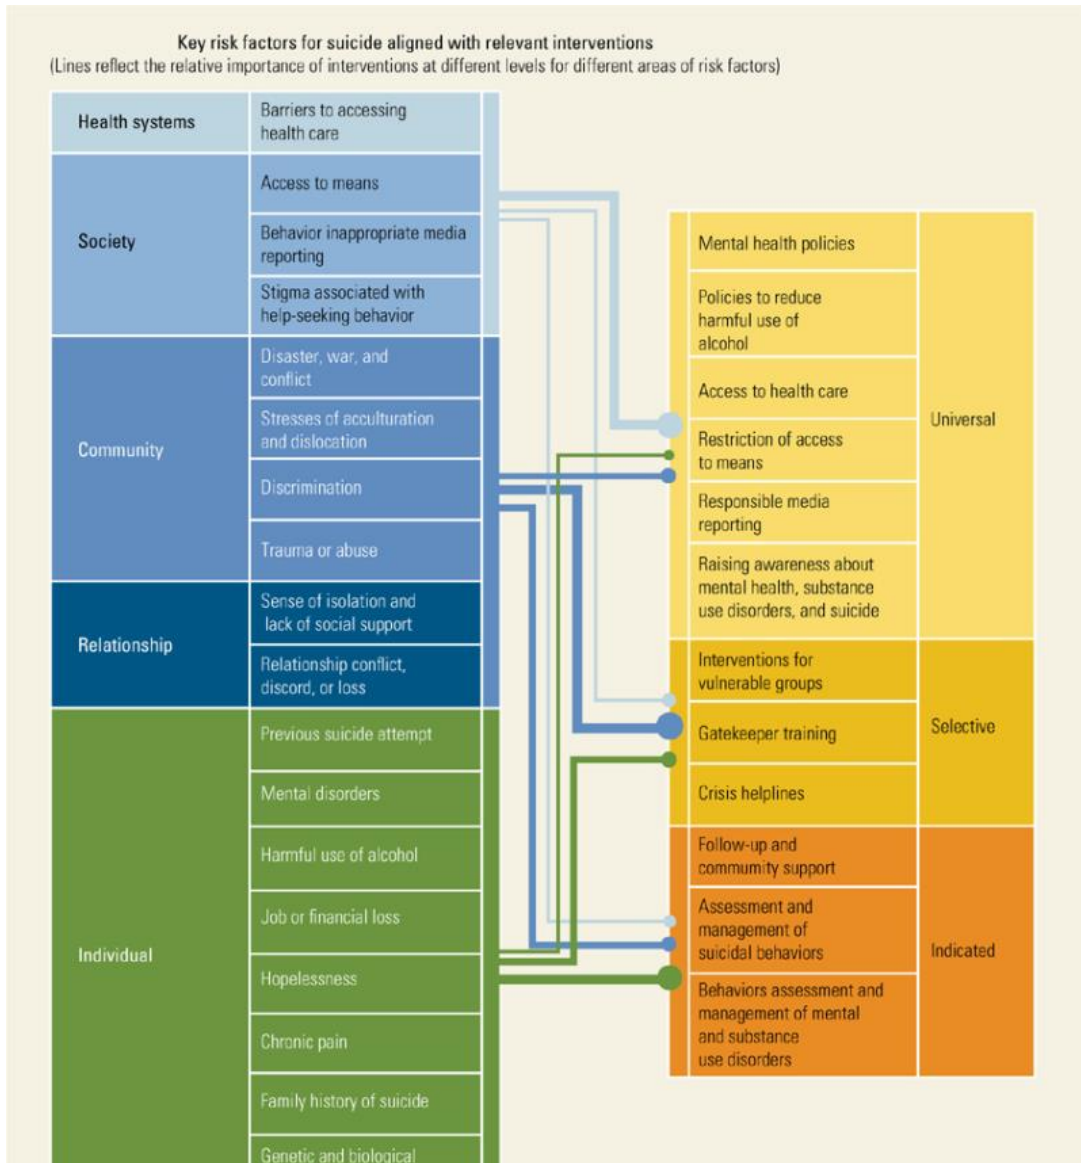 Key risk factors for suicide aligned with relevant interventions
(Lines reflect the relative importance of interventions at different levels for different areas of risk factors)
Health systems
Barriers to accessing
health care
Society
Access to means
Behavior inappropriate media
reporting
Stigma associated with
help-seeking behavior
Community
Disaster, war, and
conflict
Stresses of acculturation
and dislocation
Discrimination
Trauma or abuse
Relationship
Sense of isolation and
lack of social support
Relationship conflict,
discord, or loss
Individual
Previous suicide attempt
Mental disorders
Harmful use of alcohol
Job or financial loss
Hopelessness
Chronic pain
Family history of suicide
Genetic and biological
Mental health policies
Policies to reduce
harmful use of
alcohol
Access to health care
Restriction of access
to means
Responsible media
reporting
Raising awareness about
mental health, substance
use disorders, and suicide
Universal
Interventions for
vulnerable groups
Gatekeeper training
Crisis helplines
Selective
Follow-up and
commumity support
Assessment and
management of
suicidal behaviors
Behaviors assessment and
management of mental
and substance
use disorders
Indicated